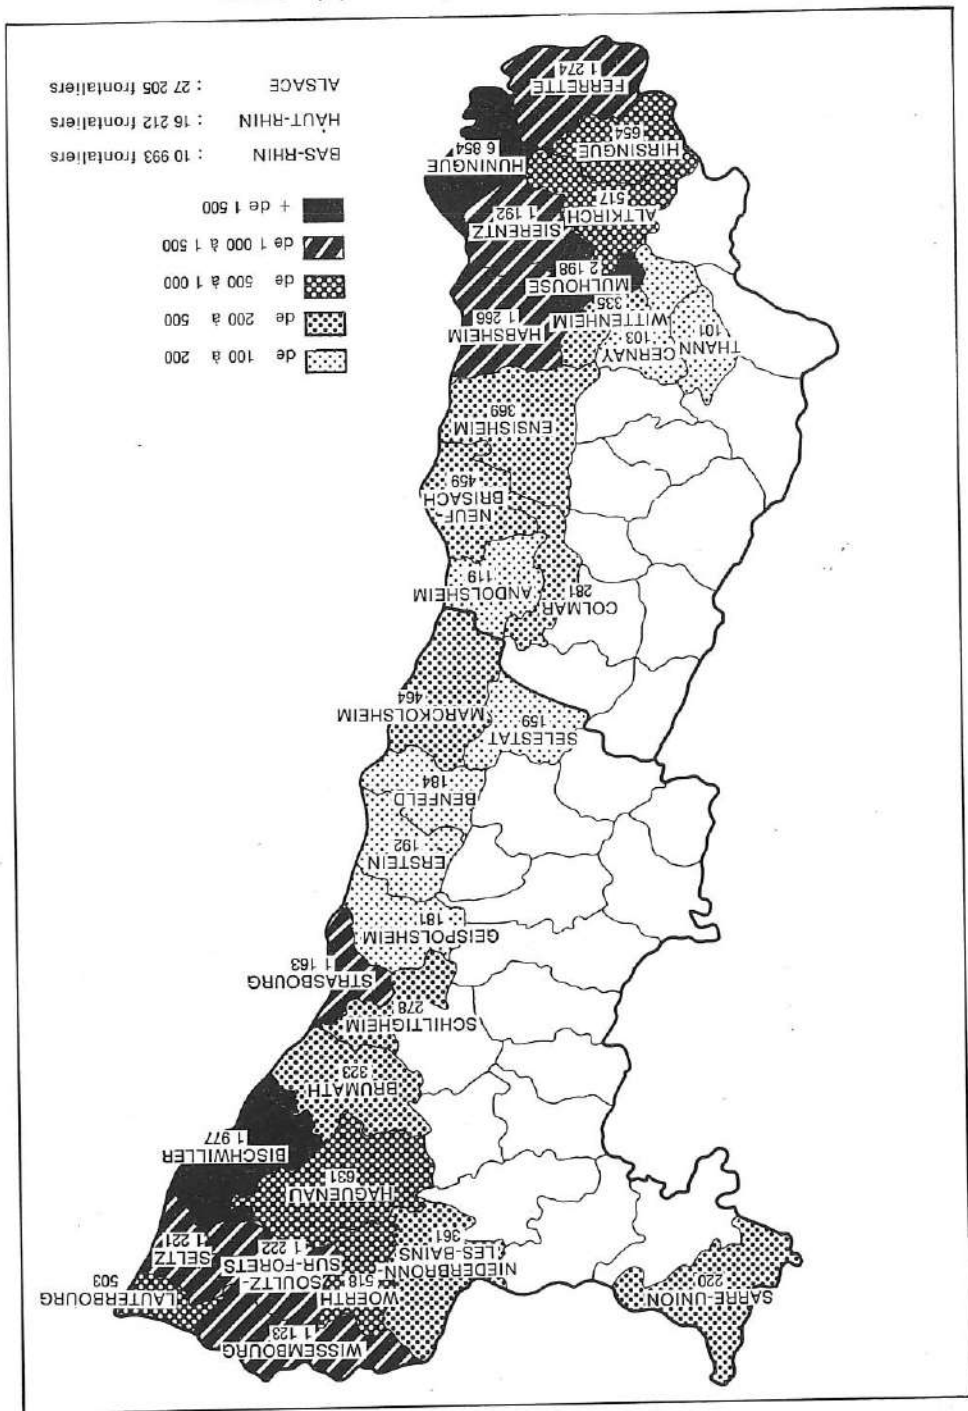 WISSEMBOURG
1 123
LAUTERBOURG
503
WOERTH
518
SOULTZ-
SUR-FORETS
1 222
SELTZ
1 221
SARRE-UNION
220
NIEDERBRONN
-LES-BAINS
361
HAGUENAU
631
BISCHWILLER
1 977
BRUMATH
323
SCHILTIGHEIM
278
STRASBOURG
1 163
GEISPOLSHEIM
181
ERSTEIN
192
BENFELD
184
SELESTAT
159
MARCKOLSHEIM
464
COLMAR
281
ANDOLSHEIM
119
NEUF-
BRISACH
459
ENSISHEIM
369
THANN
101
CERNAY
103
WITTENHEIM
335
HABSHEIM
1 266
MULHOUSE
2 198
SIERENTZ
1 192
ALTKIRCH
517
HIRSINGUE
654
HUNINGUE
6 854
FERRETTE
1 274
de 100 à 200
de 200 à 500
de 500 à 1 000
de 1 000 à 1 500
+ de 1 500
BAS-RHIN : 10 993 frontaliers
HAUT-RHIN : 16 212 frontaliers
ALSACE : 27 205 frontaliers